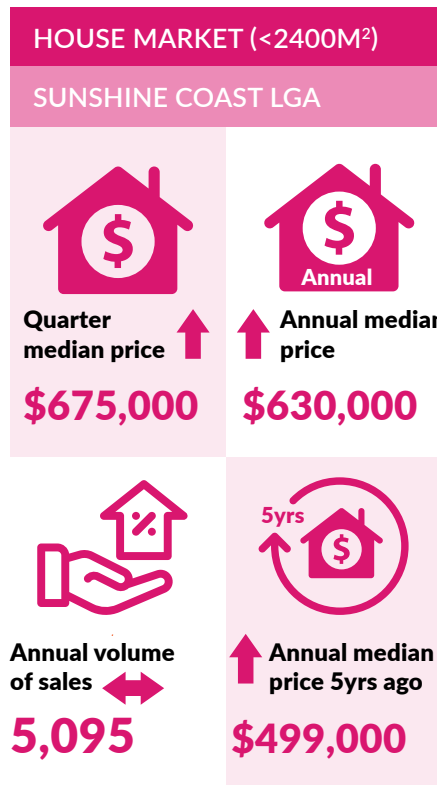 HOUSE MARKET (<2400M²)
SUNSHINE COAST LGA
$
Quarter
median price
$675,000
$
Annual
Annual median
price
$630,000
%
Annual volume
of sales
5,095
5yrs
$
Annual median
price 5yrs ago
$499,000